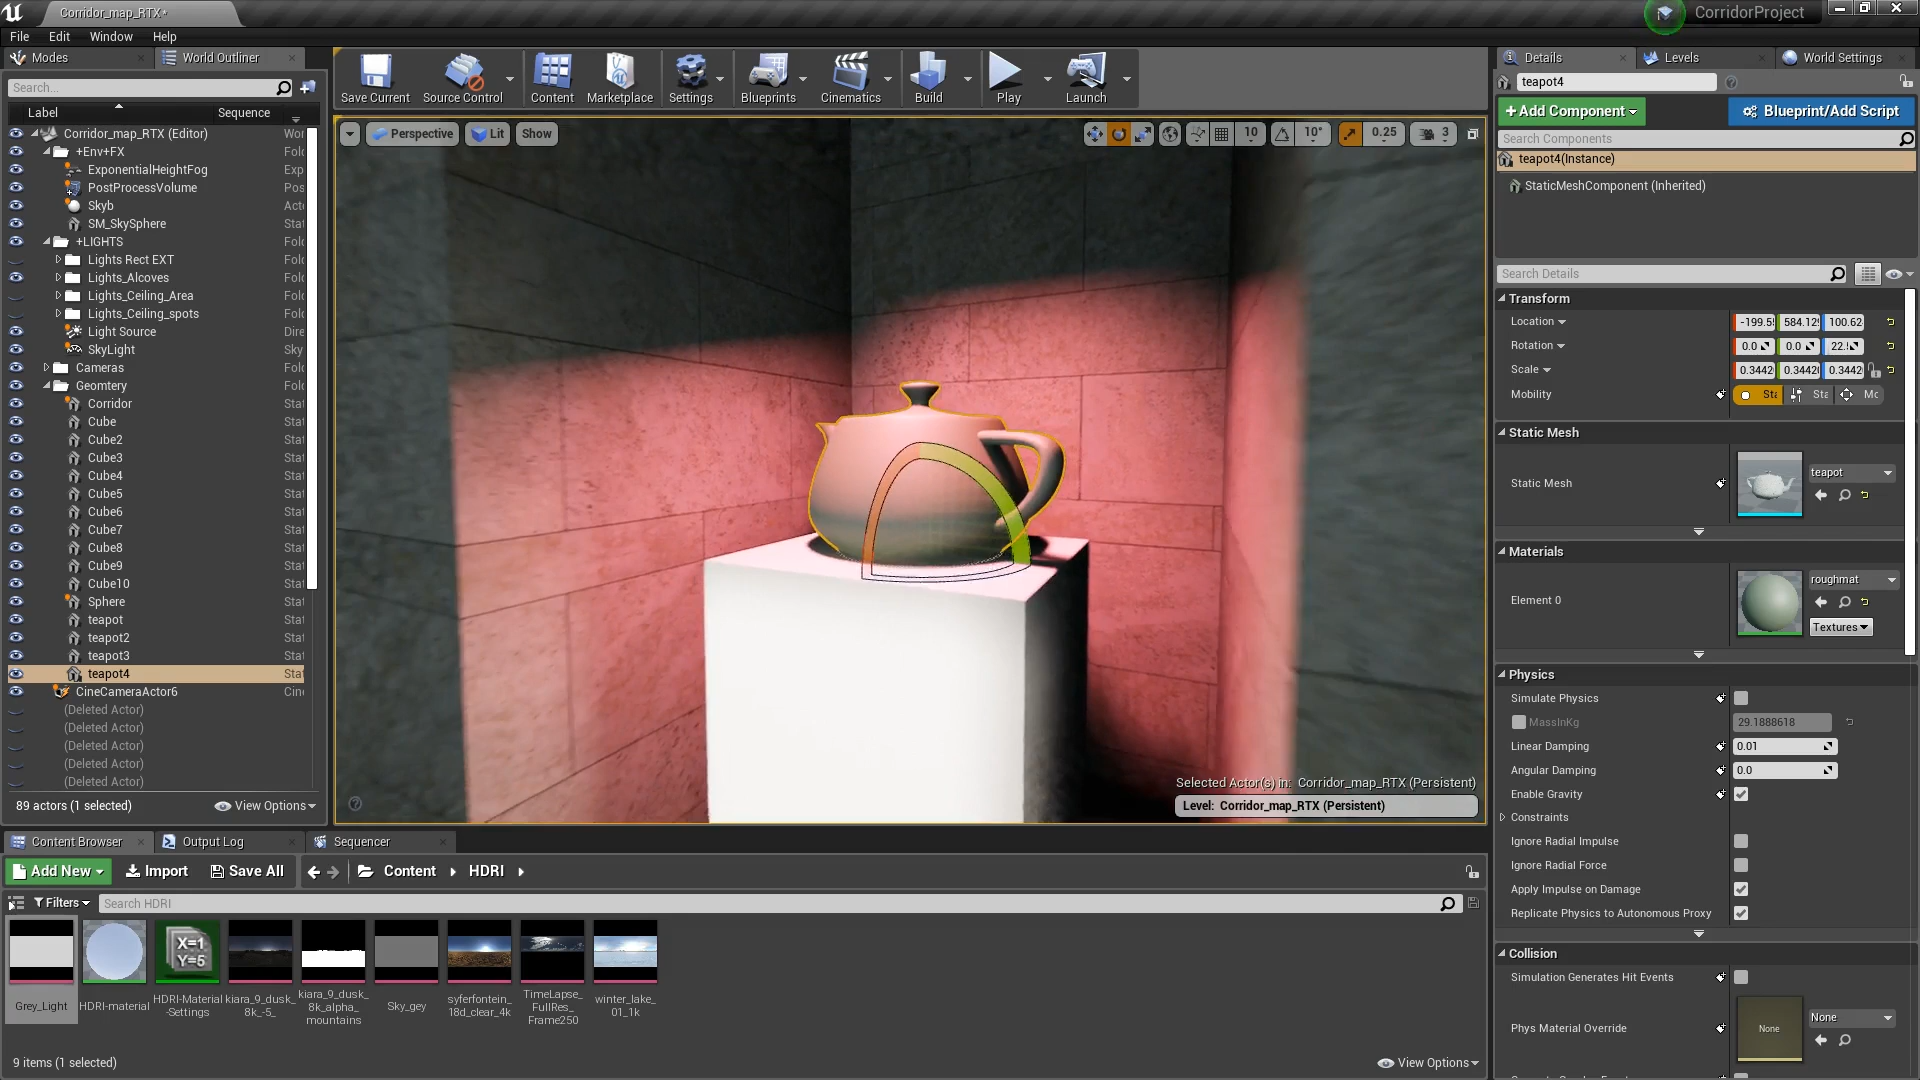 Corridor_map_RTX*
CorridorProject
File Edit Window Help
Modes
World Outliner
Search...
Label Sequence
Corridor_map_RTX (Editor) Wor
+Env+FX Fold
ExponentialHeightFog Exp
PostProcessVolume Pos
Skyb Acto
SM_SkySphere Stat
+LIGHTS Fold
Lights Rect EXT Fold
Lights_Alcoves Fold
Lights_Ceiling_Area Fold
Lights_Ceiling_spots Fold
Light Source Dire
SkyLight Sky
Cameras Fold
Geomtery Fold
Corridor Stat
Cube Stat
Cube2 Stat
Cube3 Stat
Cube4 Stat
Cube5 Stat
Cube6 Stat
Cube7 Stat
Cube8 Stat
Cube9 Stat
Cube10 Stat
Sphere Stat
teapot Stat
teapot2 Stat
teapot3 Stat
teapot4 Stat
CineCameraActor6 Cine
(Deleted Actor)
(Deleted Actor)
(Deleted Actor)
(Deleted Actor)
(Deleted Actor)
85 actors (1 selected) View Options
Save Current Source Control Content Marketplace Settings Blueprints Cinematics Build Play Launch
Perspective Lit Show
10 10° 0.25 3
Selected Actor(s) in: Corridor_map_RTX (Persistent)
Level: Corridor_map_RTX (Persistent)
Content Browser Output Log Sequencer
Add New Import Save All Content HDRI
Filters Search HDRI
X=1
Y=5
Grey_Light
HDRI-material
HDRI-Material
-Settings
kiara_9_dusk_
8k_-5_
kiara_9_dusk_
8k_alpha_
mountains
Sky_gey
syferfontein_
18d_clear_4k
TimeLapse_
FullRes_
Frame250
winter_lake_
01_1k
9 items (1 selected) View Options
Details Levels World Settings
teapot4
+Add Component Blueprint/Add Script
Search Components
teapot4(Instance)
StaticMeshComponent (Inherited)
Search Details
Transform
Location -199.5 584.12 100.62
Rotation 0.0 0.0 22.
Scale 0.3442 0.3442 0.3442
Mobility Sta Sta Mo
Static Mesh
Static Mesh teapot
Materials
Element 0 roughmat
Textures
Physics
Simulate Physics
MassInKg 29.1888618
Linear Damping 0.01
Angular Damping 0.0
Enable Gravity
Constraints
Ignore Radial Impulse
Ignore Radial Force
Apply Impulse on Damage
Replicate Physics to Autonomous Proxy
Collision
Simulation Generates Hit Events
Phys Material Override None None